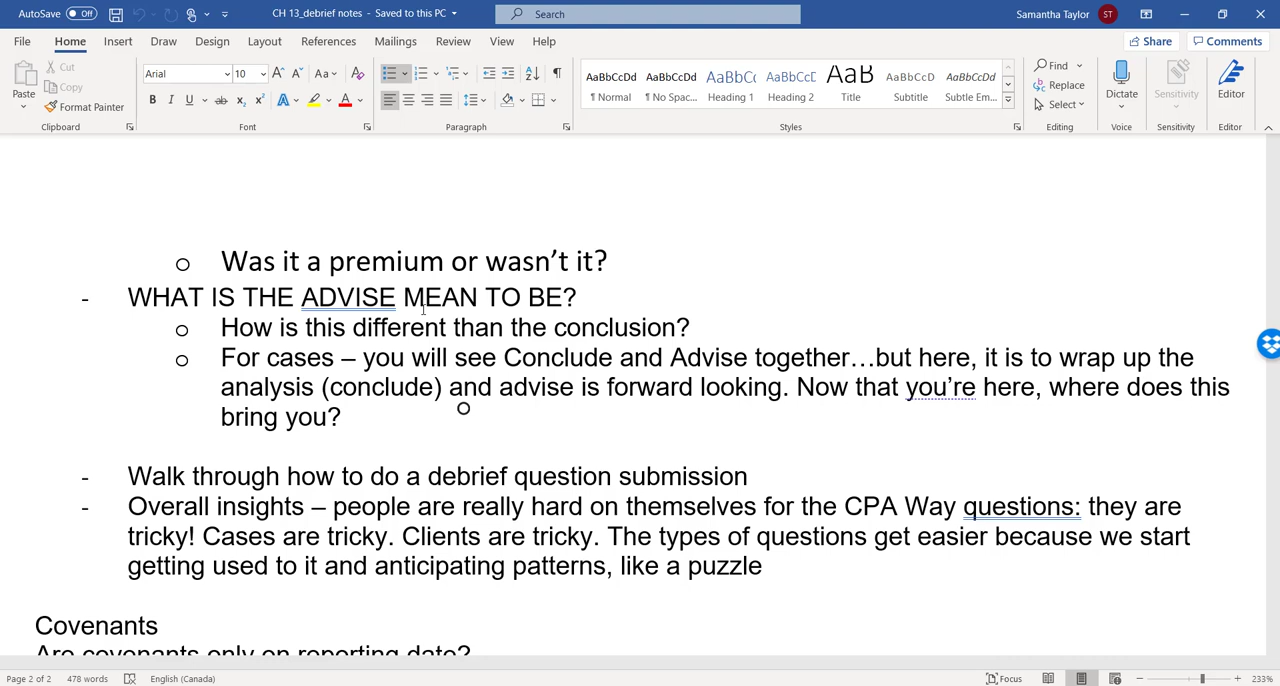 AutoSave Off CH 13_debrief notes - Saved to this PC Search Samantha Taylor ST
File Home Insert Draw Design Layout References Mailings Review View Help Share Comments
Paste Cut Copy Format Painter Clipboard
Arial 10 Aa Font
Paragraph
AaBbCcDd AaBbCcDd AaBbCc AaBbCcE AaB AaBbCcD AaBbCcDd
¶ Normal ¶ No Spac... Heading 1 Heading 2 Title Subtitle Subtle Em...
Styles
Find Replace Select Editing
Dictate Voice
Sensitivity Sensitivity
Editor Editor
o Was it a premium or wasn't it?
- WHAT IS THE ADVISE MEAN TO BE?
o How is this different than the conclusion?
o For cases – you will see Conclude and Advise together…but here, it is to wrap up the
analysis (conclude) and advise is forward looking. Now that you're here, where does this
bring you?
- Walk through how to do a debrief question submission
- Overall insights – people are really hard on themselves for the CPA Way questions: they are
tricky! Cases are tricky. Clients are tricky. The types of questions get easier because we start
getting used to it and anticipating patterns, like a puzzle
Covenants
Are covenants only on reporting date?
Page 2 of 2 478 words English (Canada) Focus 233%